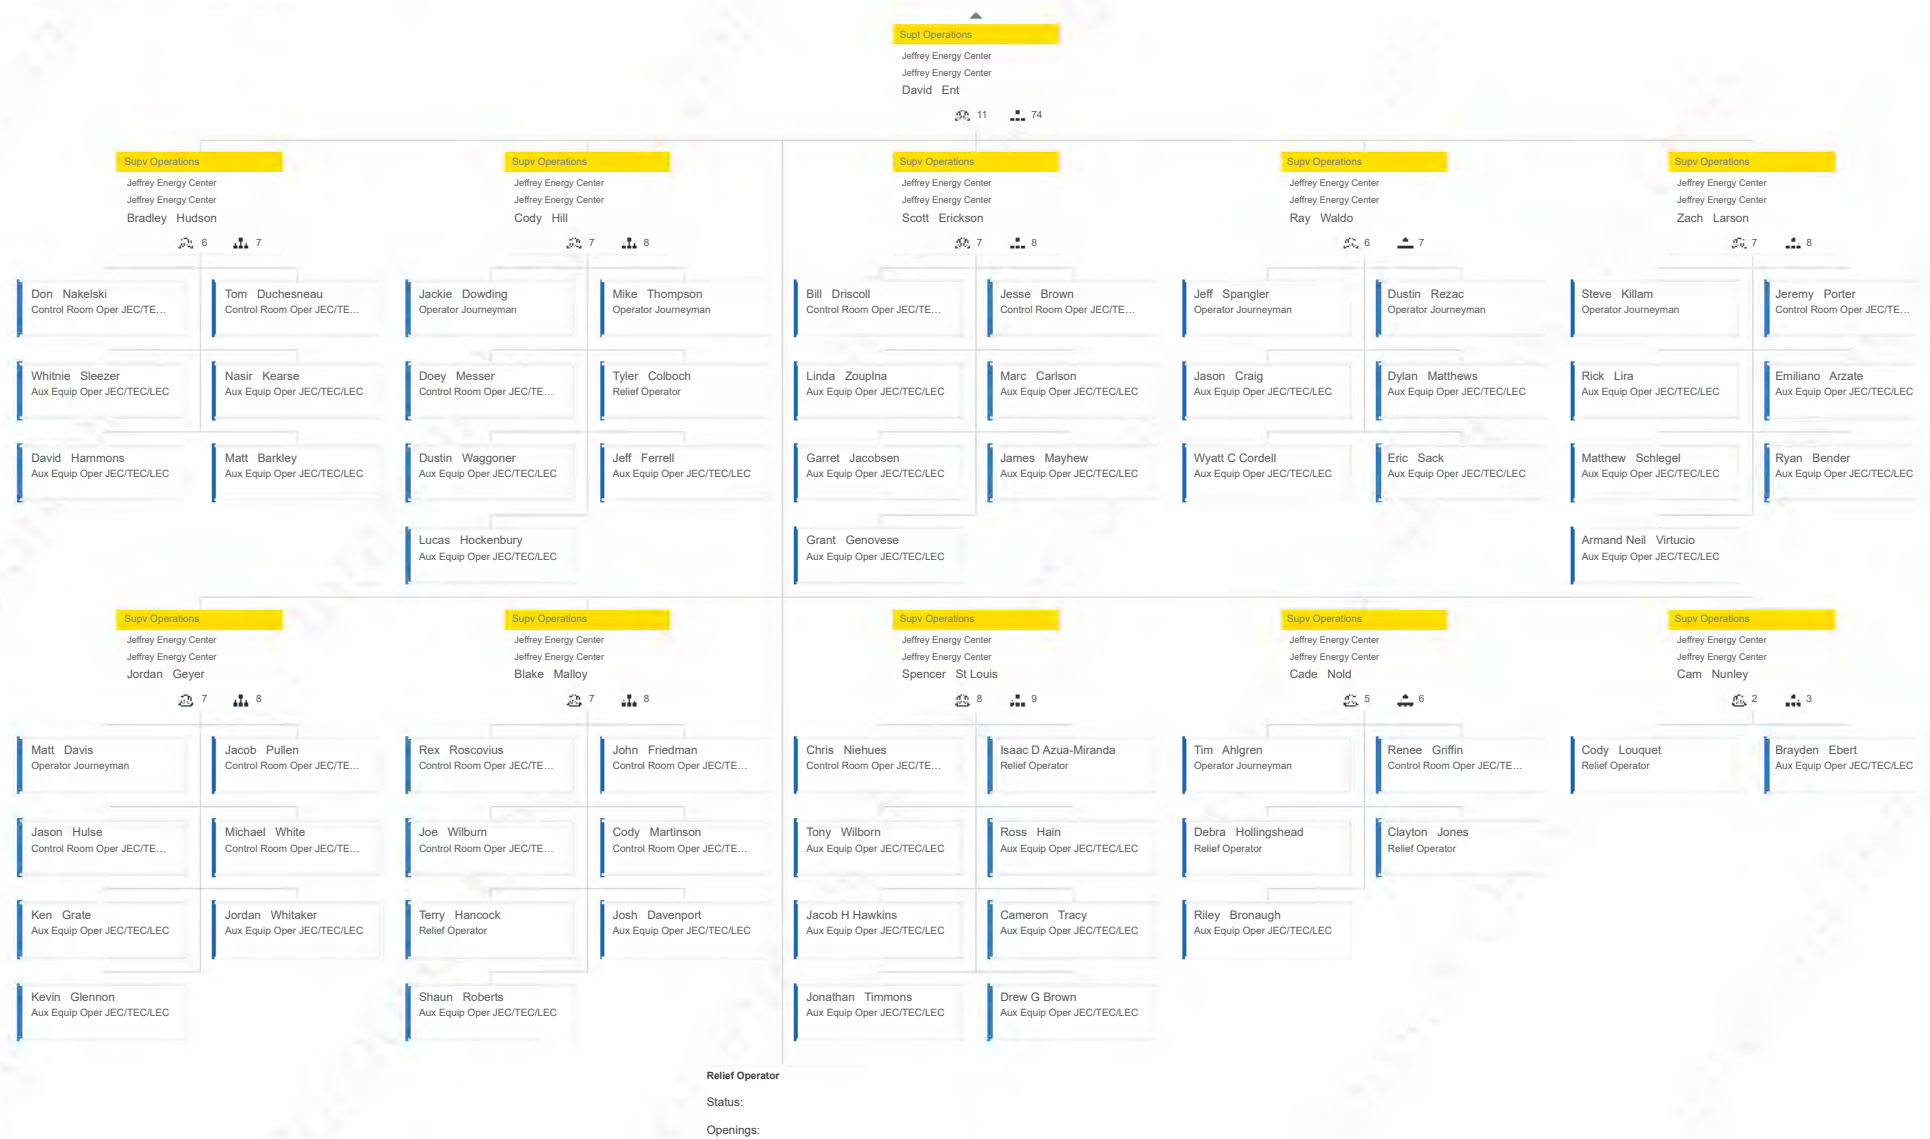 Supt Operations
Jeffrey Energy Center
Jeffrey Energy Center
David Ent
11 74
Supv Operations
Jeffrey Energy Center
Jeffrey Energy Center
Bradley Hudson
6 7
Supv Operations
Jeffrey Energy Center
Jeffrey Energy Center
Cody Hill
7 8
Supv Operations
Jeffrey Energy Center
Jeffrey Energy Center
Scott Erickson
7 8
Supv Operations
Jeffrey Energy Center
Jeffrey Energy Center
Ray Waldo
6 7
Supv Operations
Jeffrey Energy Center
Jeffrey Energy Center
Zach Larson
7 8
Don Nakelski
Control Room Oper JEC/TE...
Tom Duchesneau
Control Room Oper JEC/TE...
Whitnie Sleezer
Aux Equip Oper JEC/TEC/LEC
Nasir Kearse
Aux Equip Oper JEC/TEC/LEC
David Hammons
Aux Equip Oper JEC/TEC/LEC
Matt Barkley
Aux Equip Oper JEC/TEC/LEC
Jackie Dowding
Operator Journeyman
Mike Thompson
Operator Journeyman
Doey Messer
Control Room Oper JEC/TE...
Tyler Colboch
Relief Operator
Dustin Waggoner
Aux Equip Oper JEC/TEC/LEC
Jeff Ferrell
Aux Equip Oper JEC/TEC/LEC
Lucas Hockenbury
Aux Equip Oper JEC/TEC/LEC
Bill Driscoll
Control Room Oper JEC/TE...
Jesse Brown
Control Room Oper JEC/TE...
Linda Zouplna
Aux Equip Oper JEC/TEC/LEC
Marc Carlson
Aux Equip Oper JEC/TEC/LEC
Garret Jacobsen
Aux Equip Oper JEC/TEC/LEC
James Mayhew
Aux Equip Oper JEC/TEC/LEC
Grant Genovese
Aux Equip Oper JEC/TEC/LEC
Jeff Spangler
Operator Journeyman
Dustin Rezac
Operator Journeyman
Jason Craig
Aux Equip Oper JEC/TEC/LEC
Dylan Matthews
Aux Equip Oper JEC/TEC/LEC
Wyatt C Cordell
Aux Equip Oper JEC/TEC/LEC
Eric Sack
Aux Equip Oper JEC/TEC/LEC
Steve Killam
Operator Journeyman
Jeremy Porter
Control Room Oper JEC/TE...
Rick Lira
Aux Equip Oper JEC/TEC/LEC
Emiliano Arzate
Aux Equip Oper JEC/TEC/LEC
Matthew Schlegel
Aux Equip Oper JEC/TEC/LEC
Ryan Bender
Aux Equip Oper JEC/TEC/LEC
Armand Neil Virtucio
Aux Equip Oper JEC/TEC/LEC
Supv Operations
Jeffrey Energy Center
Jeffrey Energy Center
Jordan Geyer
7 8
Supv Operations
Jeffrey Energy Center
Jeffrey Energy Center
Blake Malloy
7 8
Supv Operations
Jeffrey Energy Center
Jeffrey Energy Center
Spencer St Louis
8 9
Supv Operations
Jeffrey Energy Center
Jeffrey Energy Center
Cade Nold
5 6
Supv Operations
Jeffrey Energy Center
Jeffrey Energy Center
Cam Nunley
2 3
Matt Davis
Operator Journeyman
Jacob Pullen
Control Room Oper JEC/TE...
Jason Hulse
Control Room Oper JEC/TE...
Michael White
Control Room Oper JEC/TE...
Ken Grate
Aux Equip Oper JEC/TEC/LEC
Jordan Whitaker
Aux Equip Oper JEC/TEC/LEC
Kevin Glennon
Aux Equip Oper JEC/TEC/LEC
Rex Roscovius
Control Room Oper JEC/TE...
John Friedman
Control Room Oper JEC/TE...
Joe Wilburn
Control Room Oper JEC/TE...
Cody Martinson
Control Room Oper JEC/TE...
Terry Hancock
Relief Operator
Josh Davenport
Aux Equip Oper JEC/TEC/LEC
Shaun Roberts
Aux Equip Oper JEC/TEC/LEC
Chris Niehues
Control Room Oper JEC/TE...
Isaac D Azua-Miranda
Relief Operator
Tony Wilborn
Aux Equip Oper JEC/TEC/LEC
Ross Hain
Aux Equip Oper JEC/TEC/LEC
Jacob H Hawkins
Aux Equip Oper JEC/TEC/LEC
Cameron Tracy
Aux Equip Oper JEC/TEC/LEC
Jonathan Timmons
Aux Equip Oper JEC/TEC/LEC
Drew G Brown
Aux Equip Oper JEC/TEC/LEC
Tim Ahlgren
Operator Journeyman
Renee Griffin
Control Room Oper JEC/TE...
Debra Hollingshead
Relief Operator
Clayton Jones
Relief Operator
Riley Bronaugh
Aux Equip Oper JEC/TEC/LEC
Cody Louquet
Relief Operator
Brayden Ebert
Aux Equip Oper JEC/TEC/LEC
Relief Operator
Status:
Openings: